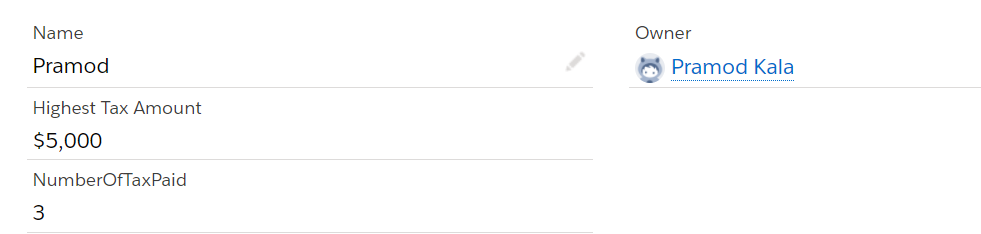 Name
Pramod
Owner
Pramod Kala
Highest Tax Amount
$5,000
NumberOfTaxPaid
3